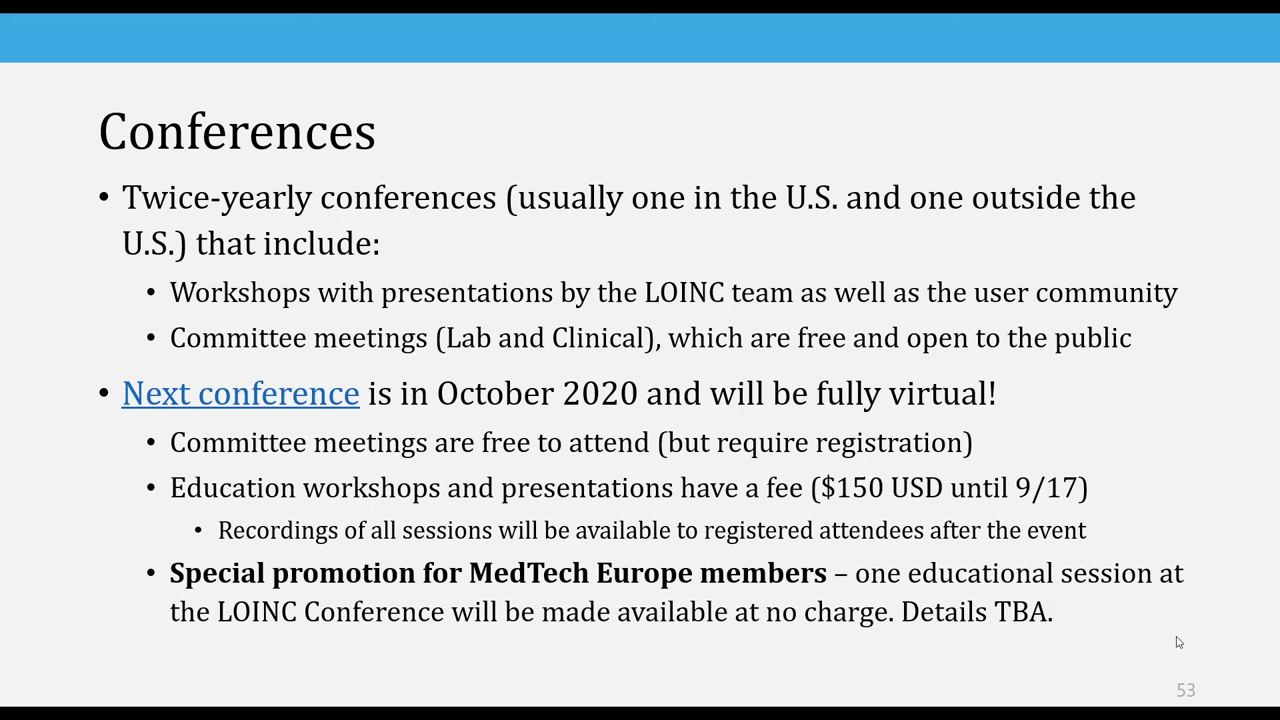 Conferences
• Twice-yearly conferences (usually one in the U.S. and one outside the
U.S.) that include:
• Workshops with presentations by the LOINC team as well as the user community
• Committee meetings (Lab and Clinical), which are free and open to the public
• Next conference is in October 2020 and will be fully virtual!
• Committee meetings are free to attend (but require registration)
• Education workshops and presentations have a fee ($150 USD until 9/17)
• Recordings of all sessions will be available to registered attendees after the event
• Special promotion for MedTech Europe members – one educational session at
the LOINC Conference will be made available at no charge. Details TBA.
53